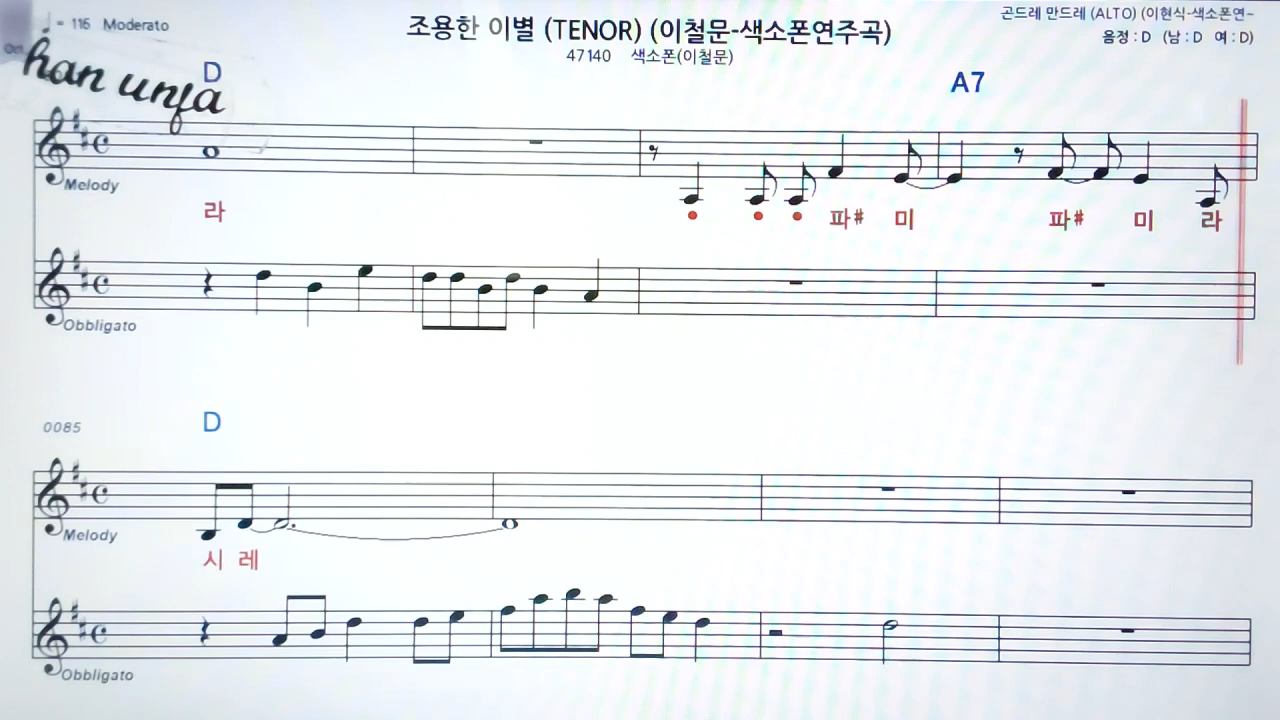 = 116 Moderato
조용한 이별 (TENOR) (이철문-색소폰연주곡)
곤드레 만드레 (ALTO) (이현식-색소폰연~
47140 색소폰(이철문)
음정 : D (남 : D 여 : D)
han unja
D A7
Melody
라 파# 미 파# 미 라
Obbligato
0085 D
Melody
시 레
Obbligato